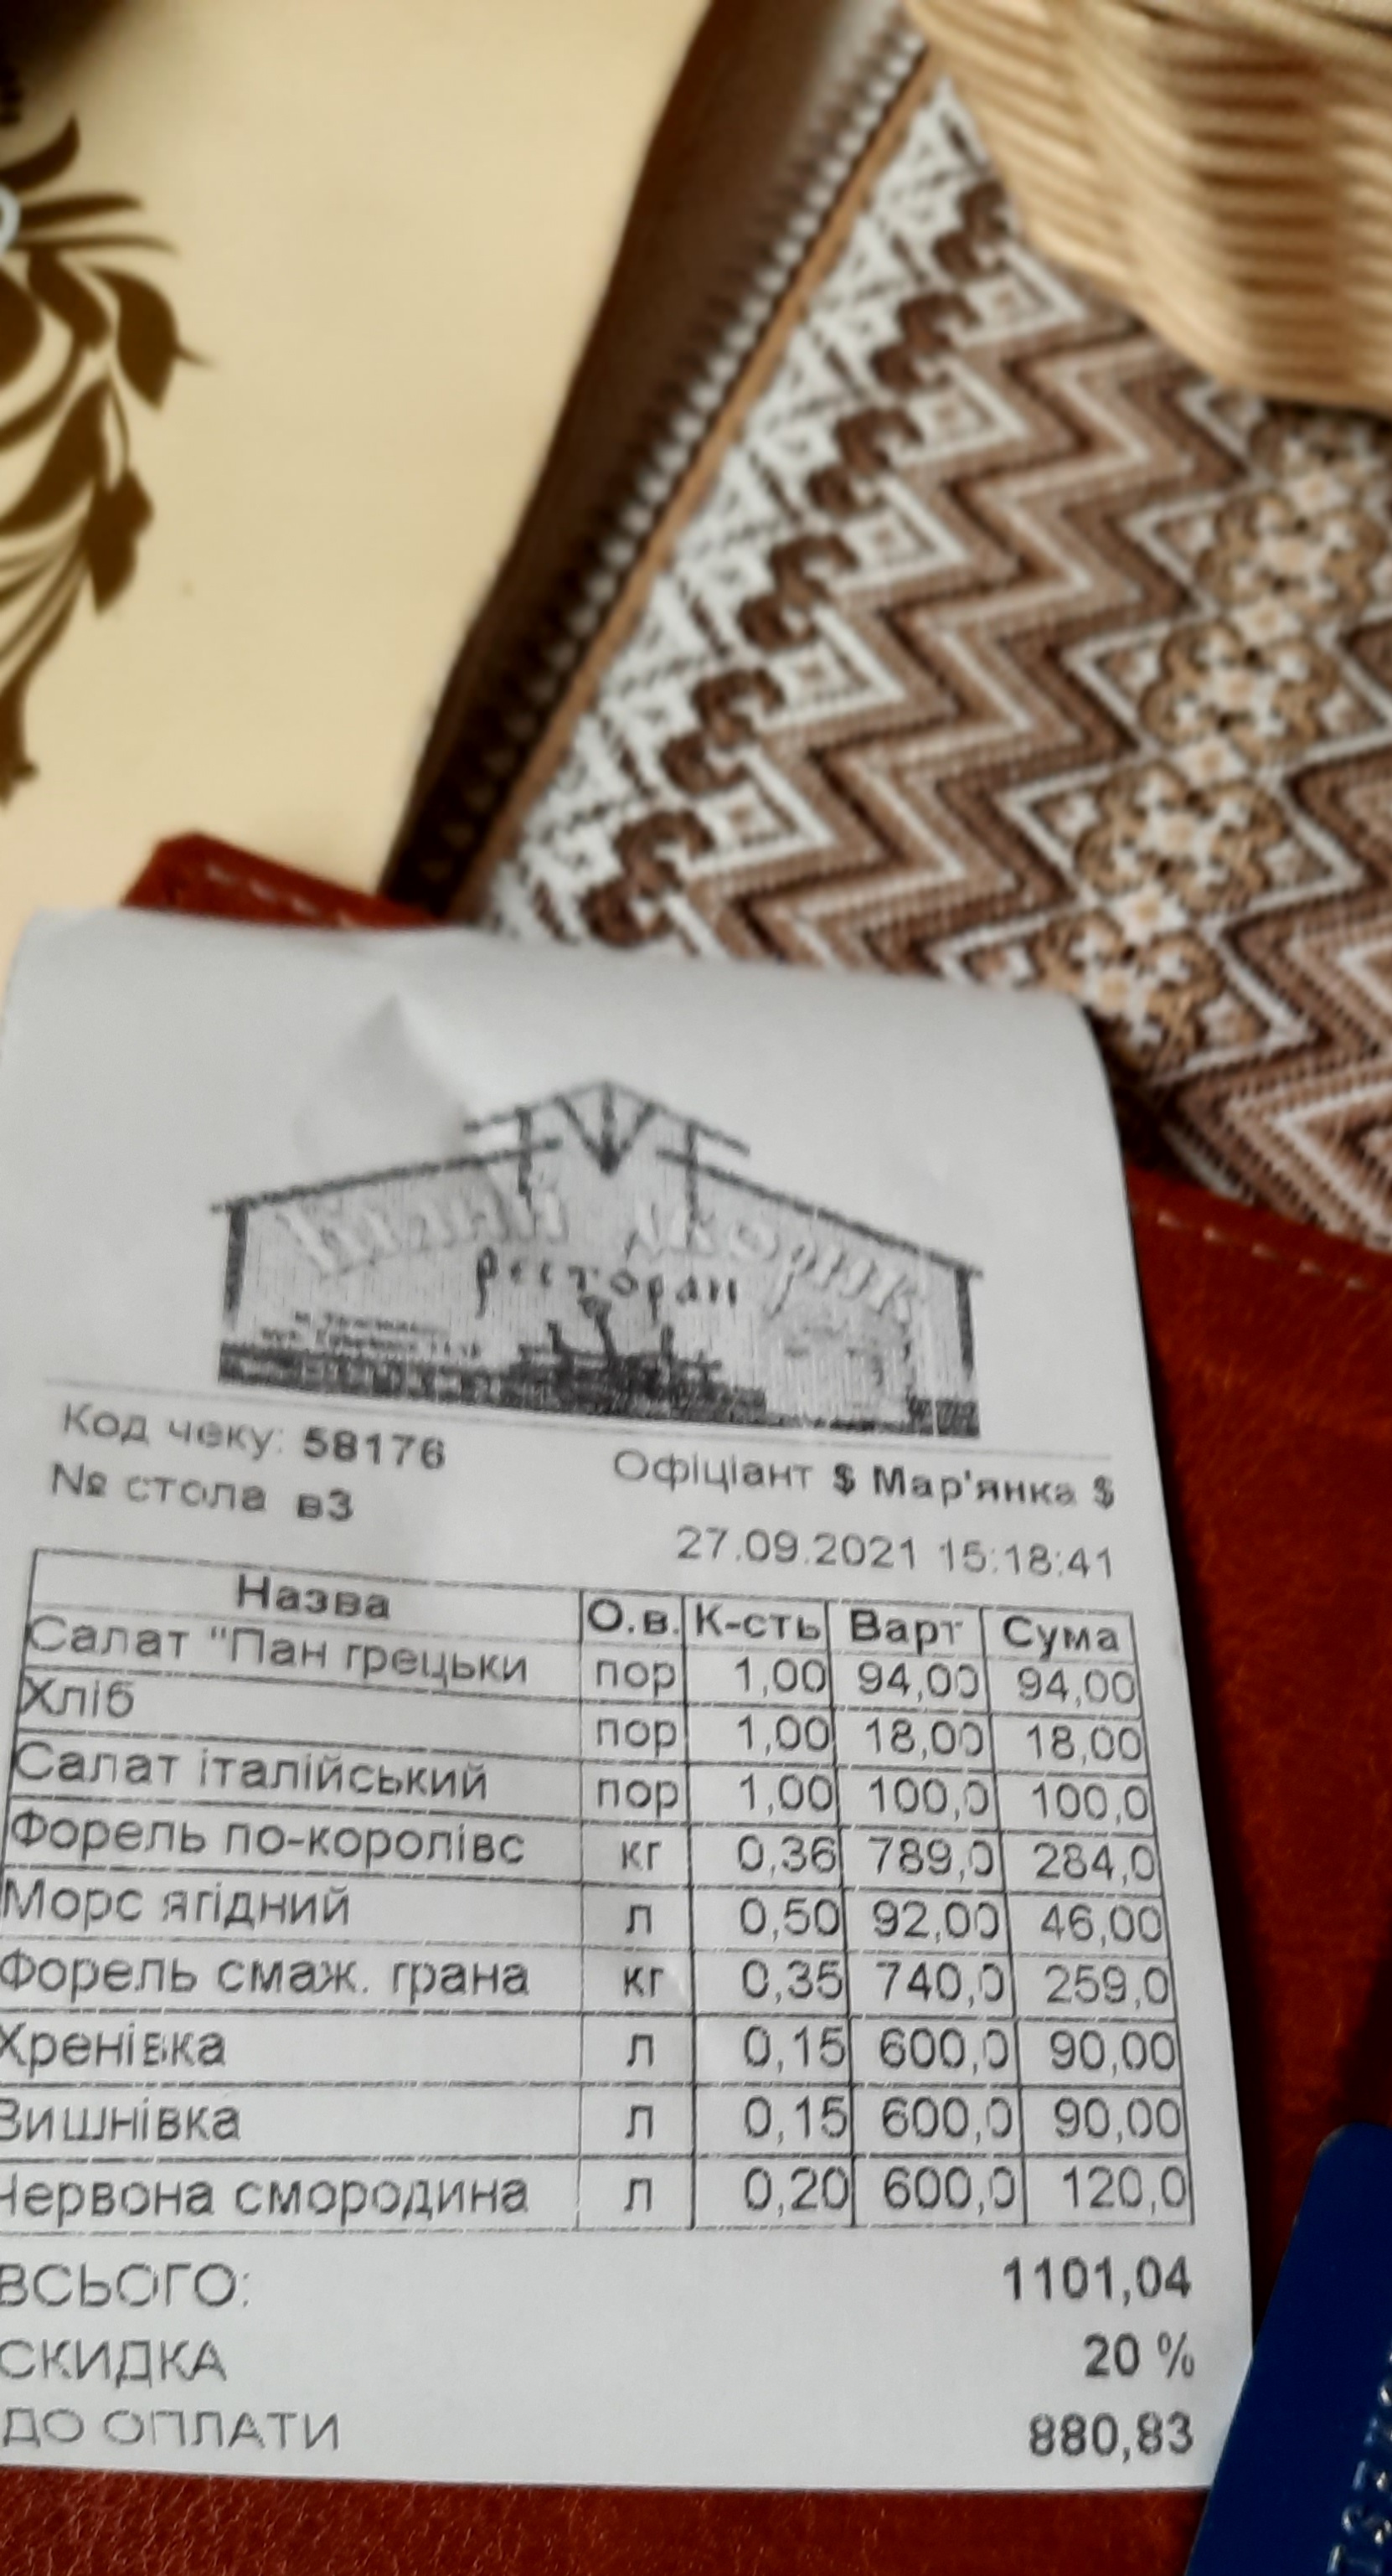 ресторан
Код чеку: 58176
Офіціант $ Мар'янка $
№ стола в3
27.09.2021 15:18:41
Назва О.в. К-сть Варт Сума
Салат "Пан грецьки пор 1,00 94,00 94,00
Хліб пор 1,00 18,00 18,00
Салат італійський пор 1,00 100,0 100,0
Форель по-королівс кг 0,36 789,0 284,0
Морс ягідний л 0,50 92,00 46,00
Форель смаж. грана кг 0,35 740,0 259,0
Хренівка л 0,15 600,0 90,00
Вишнівка л 0,15 600,0 90,00
Червона смородина л 0,20 600,0 120,0
ВСЬОГО: 1101,04
СКИДКА 20 %
ДО ОПЛАТИ 880,83